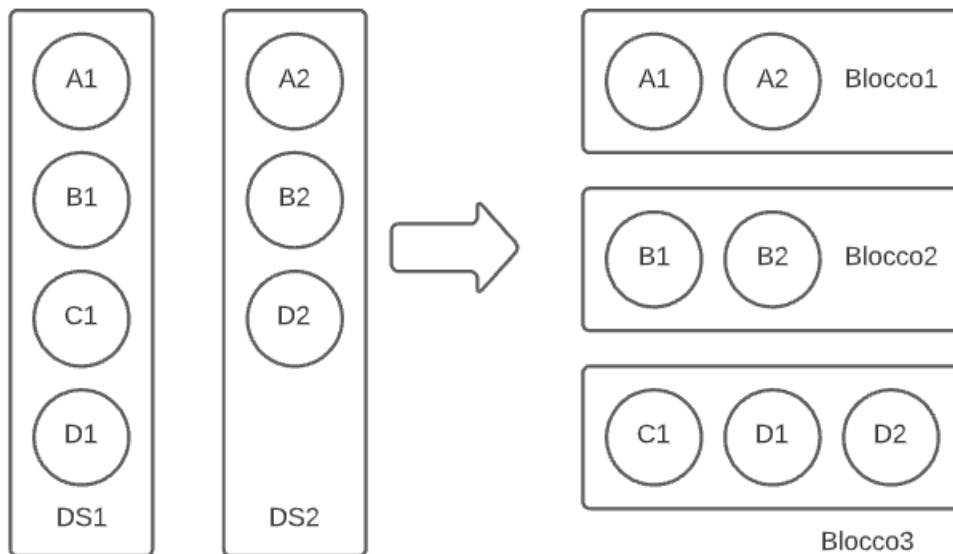 A1
B1
C1
D1
DS1
A2
B2
D2
DS2
A1 A2 Blocco1
B1 B2 Blocco2
C1 D1 D2
Blocco3